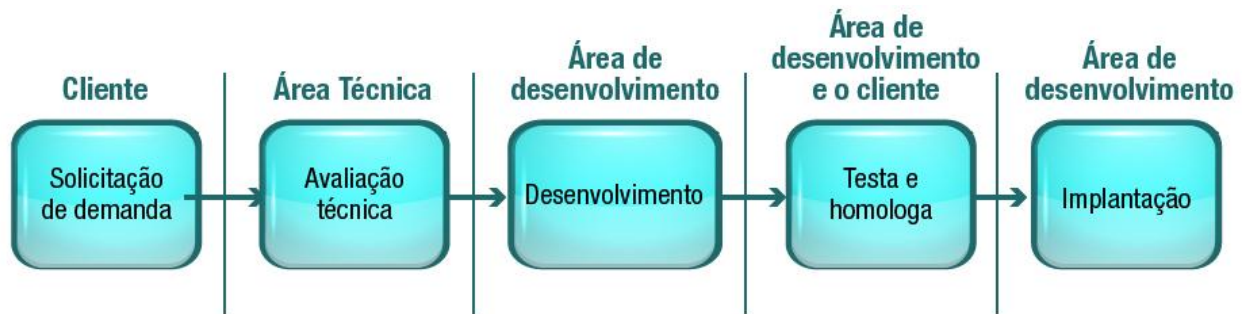 Cliente
Solicitação
de demanda
Área Técnica
Avaliação
técnica
Área de
desenvolvimento
Desenvolvimento
Área de
desenvolvimento
e o cliente
Testa e
homologa
Área de
desenvolvimento
Implantação